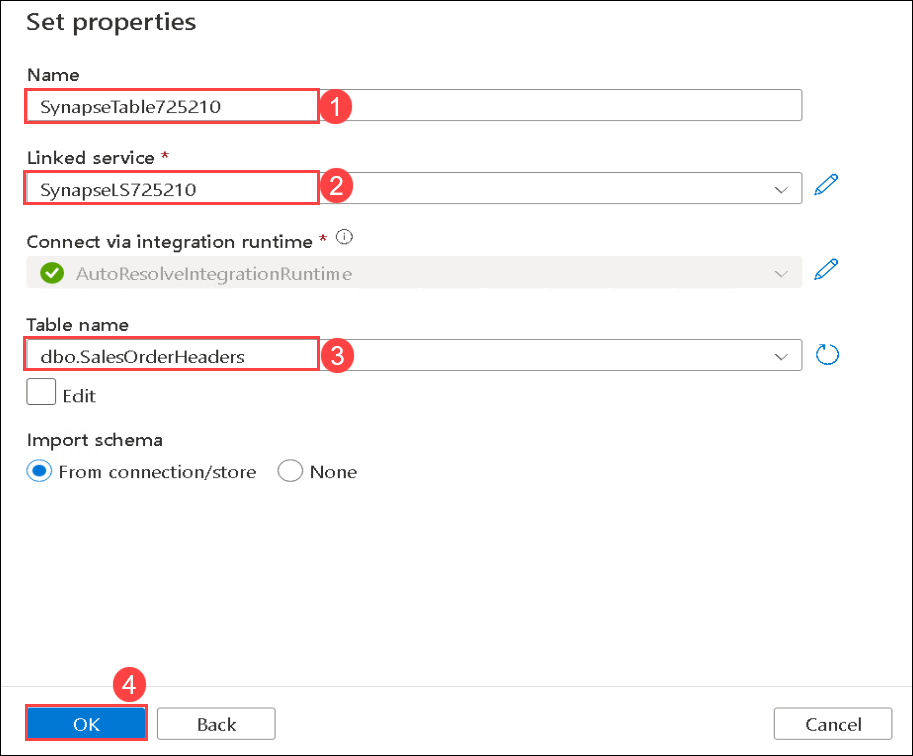 Set properties
Name
SynapseTable725210 1
Linked service *
SynapseLS725210 2
Connect via integration runtime * i
AutoResolveIntegrationRuntime
Table name
dbo.SalesOrderHeaders 3
Edit
Import schema
From connection/store None
4
OK Back Cancel